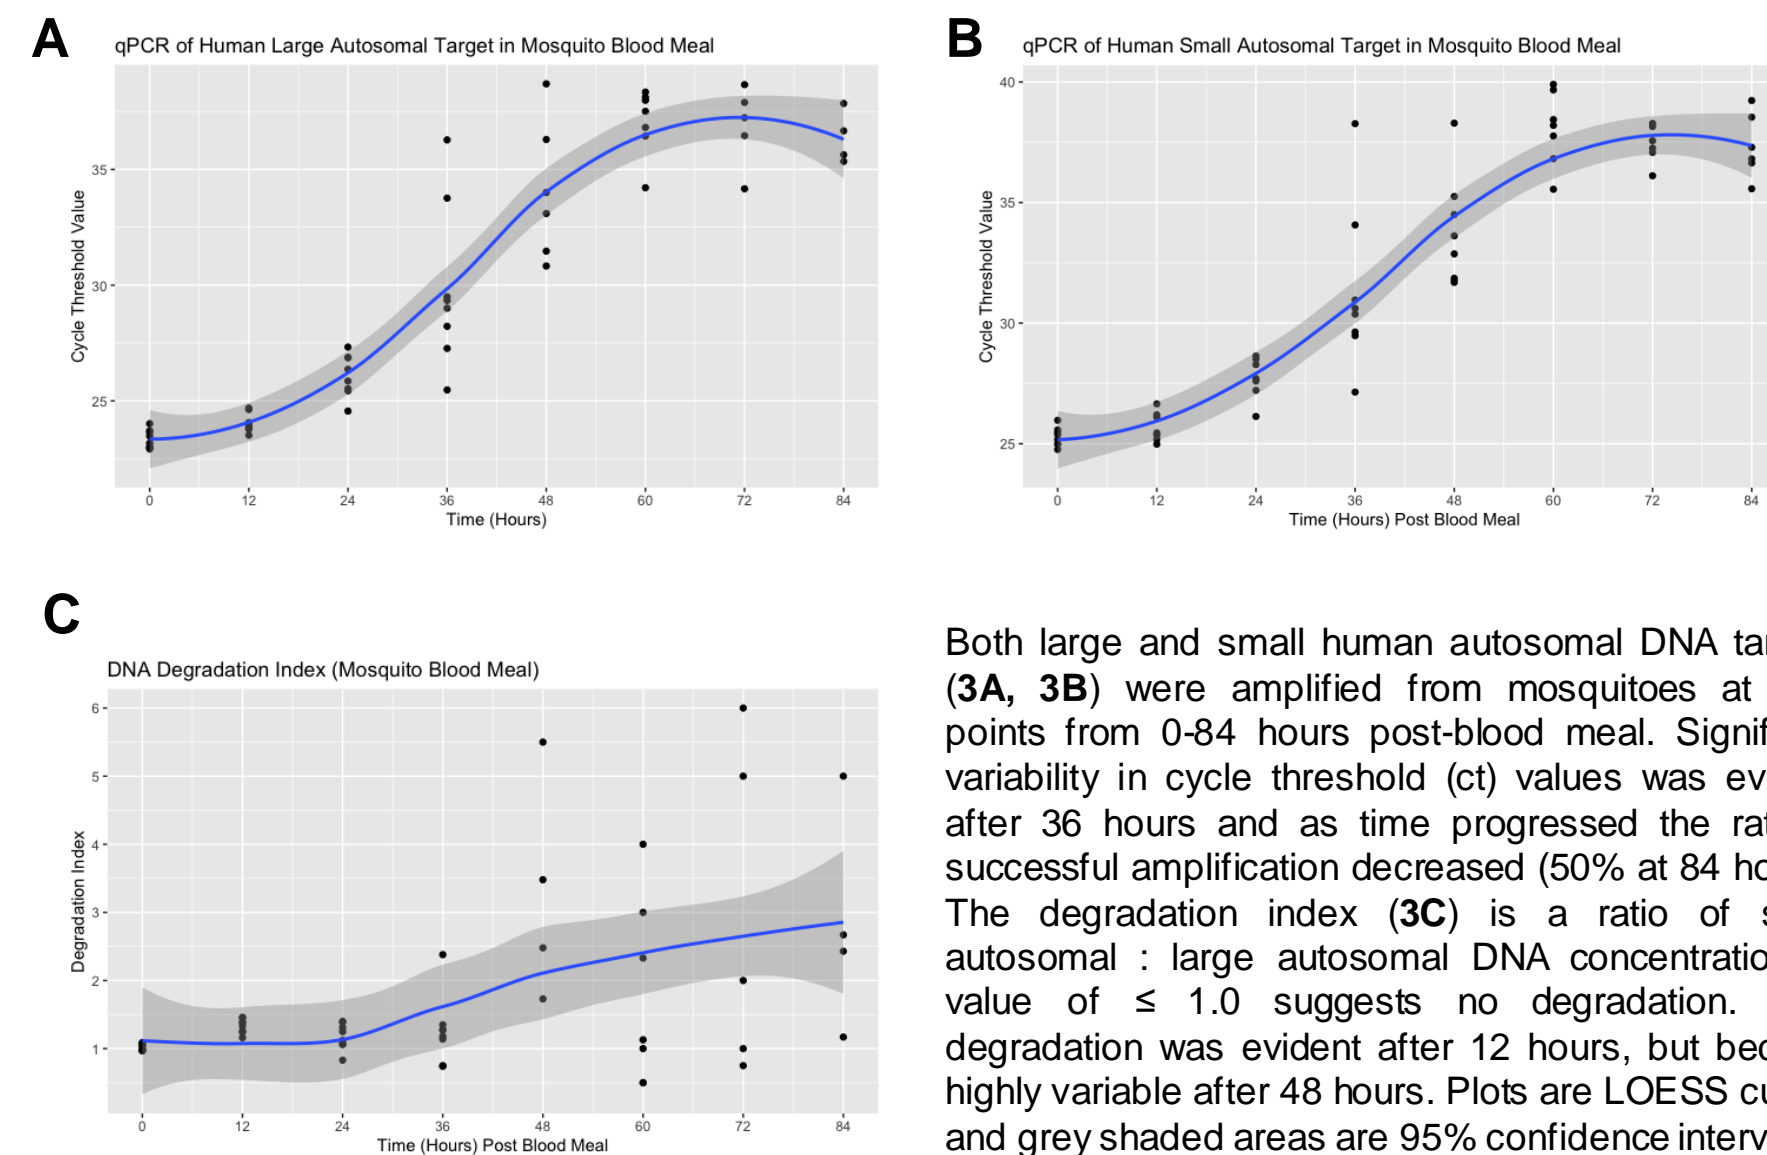 A
qPCR of Human Large Autosomal Target in Mosquito Blood Meal
Cycle Threshold Value
35
30
25
0 12 24 36 48 60 72 84
Time (Hours)
B
qPCR of Human Small Autosomal Target in Mosquito Blood Meal
Cycle Threshold Value
40
35
30
25
0 12 24 36 48 60 72 84
Time (Hours) Post Blood Meal
C
DNA Degradation Index (Mosquito Blood Meal)
Degradation Index
6
5
4
3
2
1
0 12 24 36 48 60 72 84
Time (Hours) Post Blood Meal
Both large and small human autosomal DNA tar
(3A, 3B) were amplified from mosquitoes at
points from 0-84 hours post-blood meal. Signif
variability in cycle threshold (ct) values was ev
after 36 hours and as time progressed the rat
successful amplification decreased (50% at 84 ho
The degradation index (3C) is a ratio of s
autosomal : large autosomal DNA concentratio
value of ≤ 1.0 suggests no degradation.
degradation was evident after 12 hours, but bec
highly variable after 48 hours. Plots are LOESS cu
and grey shaded areas are 95% confidence interv